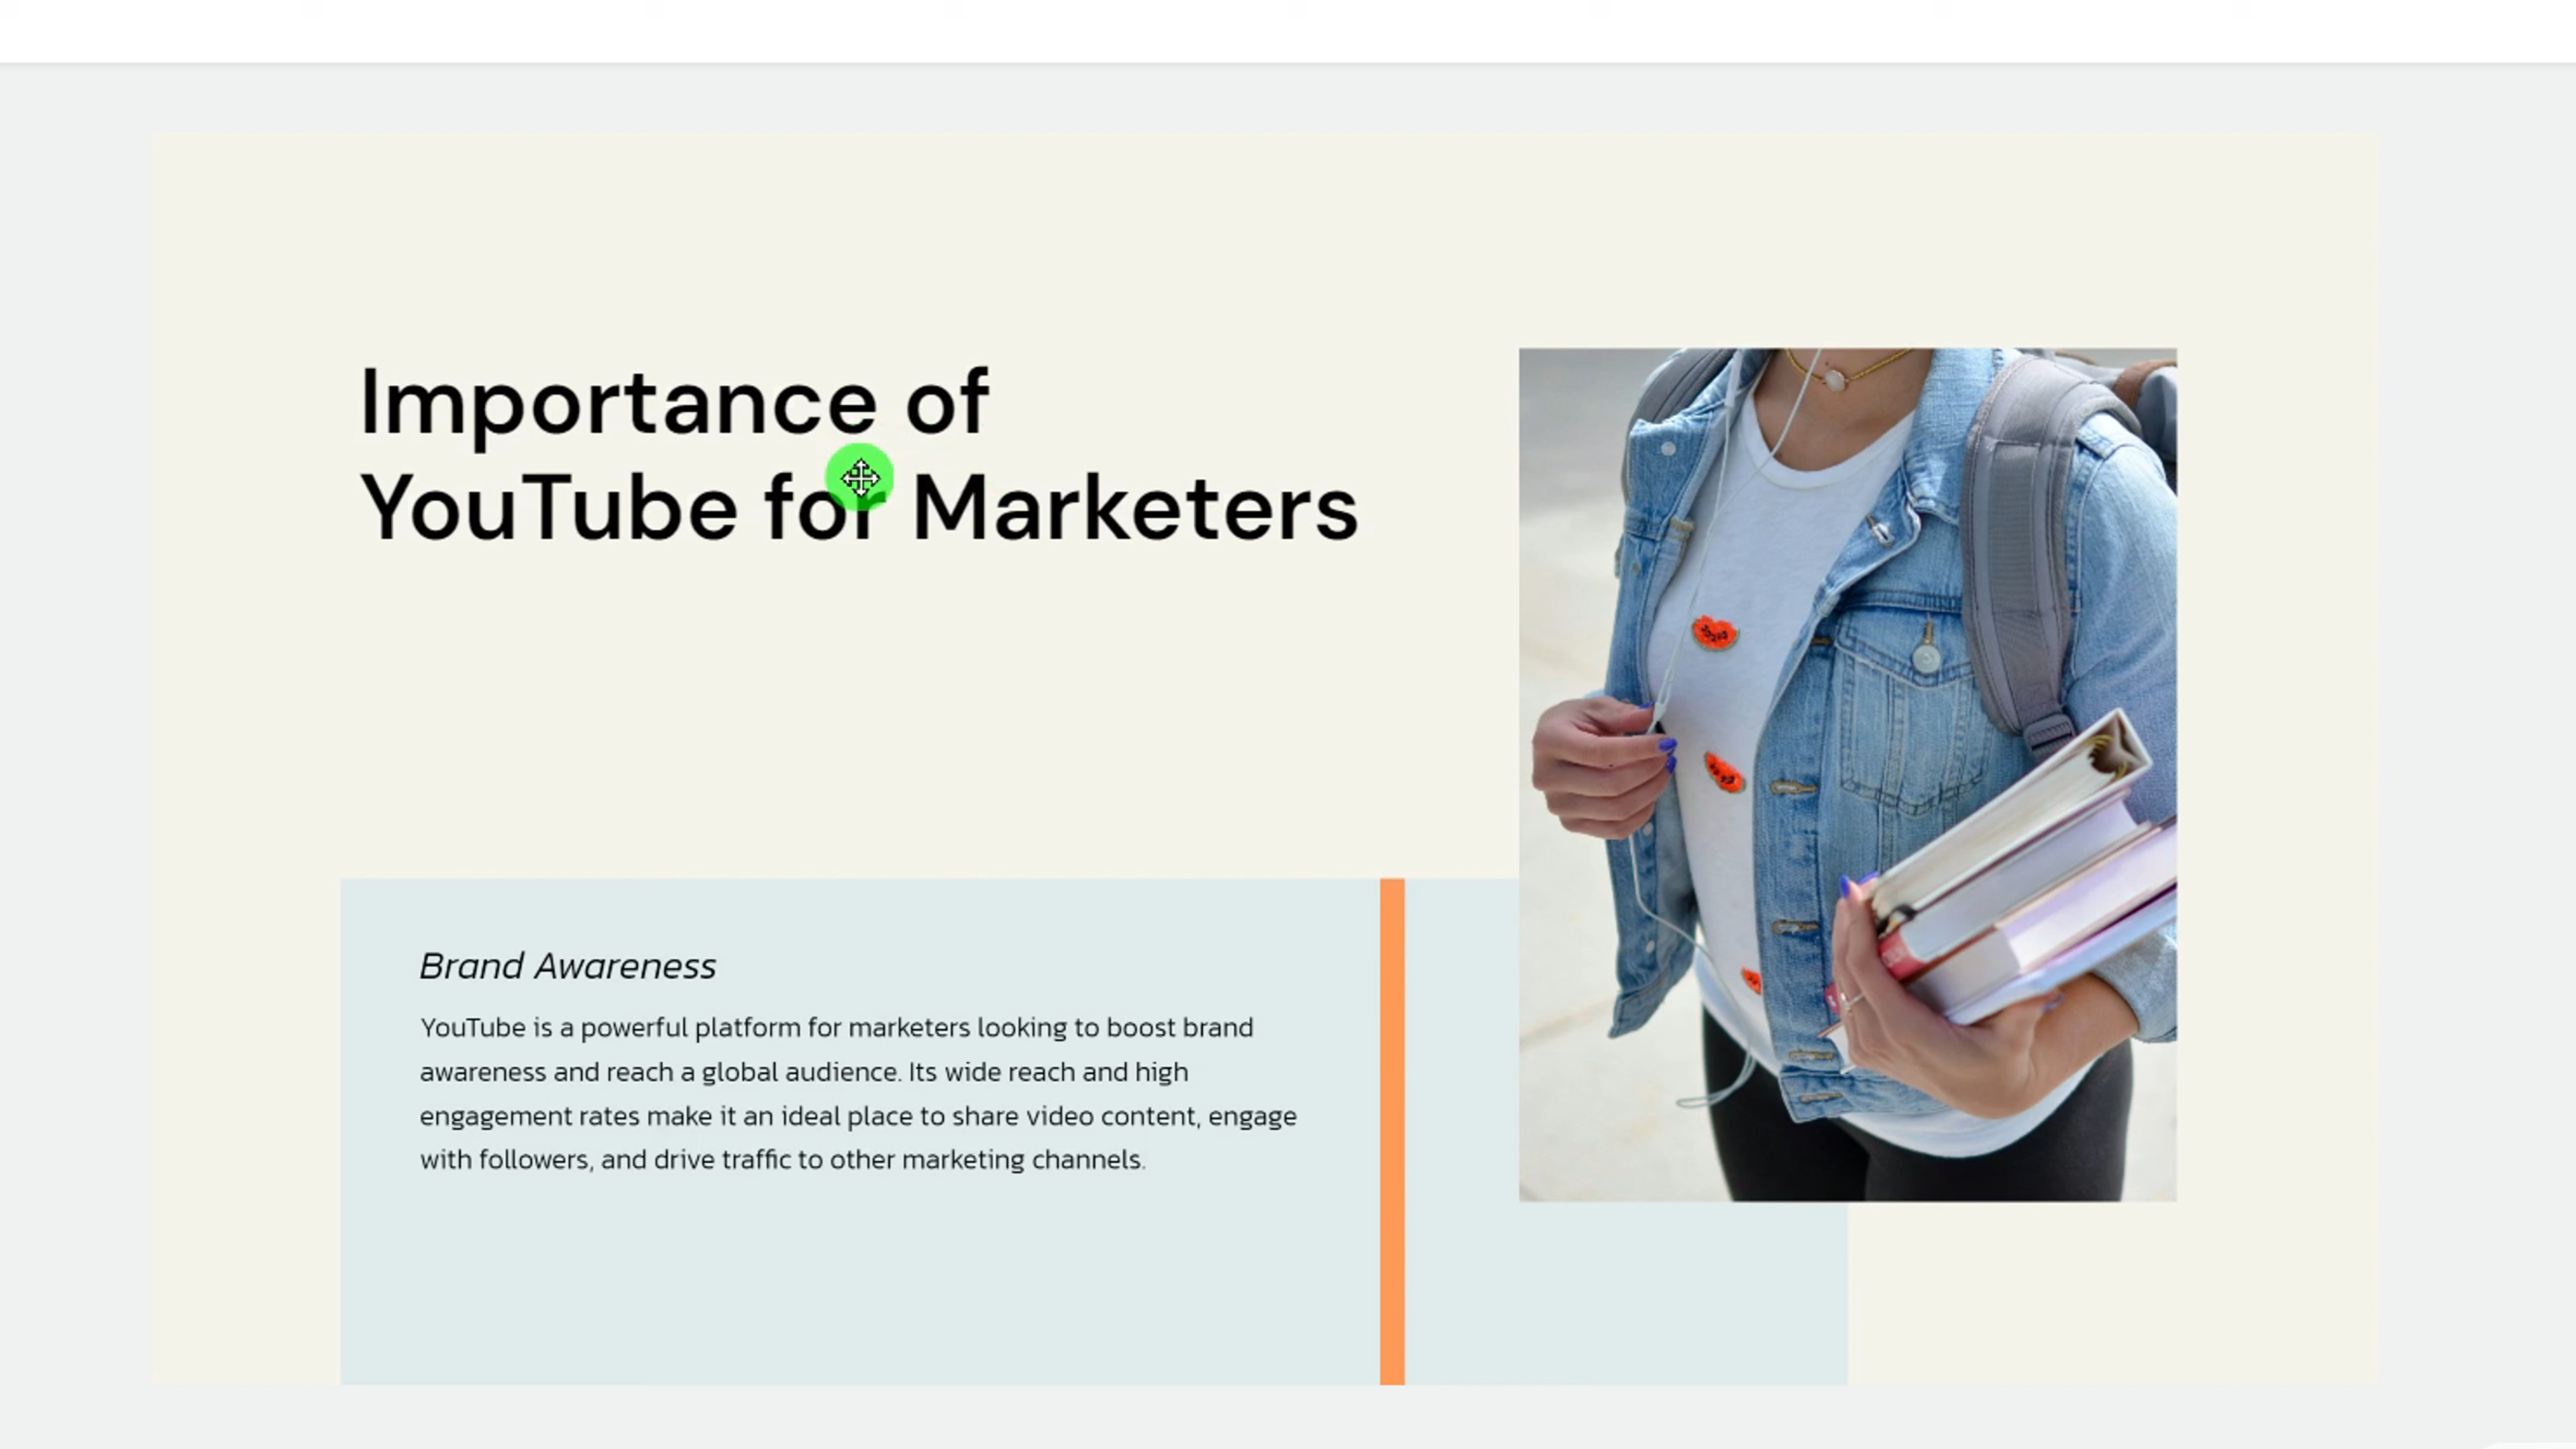 Importance of
YouTube for Marketers
Brand Awareness
YouTube is a powerful platform for marketers looking to boost brand
awareness and reach a global audience. Its wide reach and high
engagement rates make it an ideal place to share video content, engage
with followers, and drive traffic to other marketing channels.